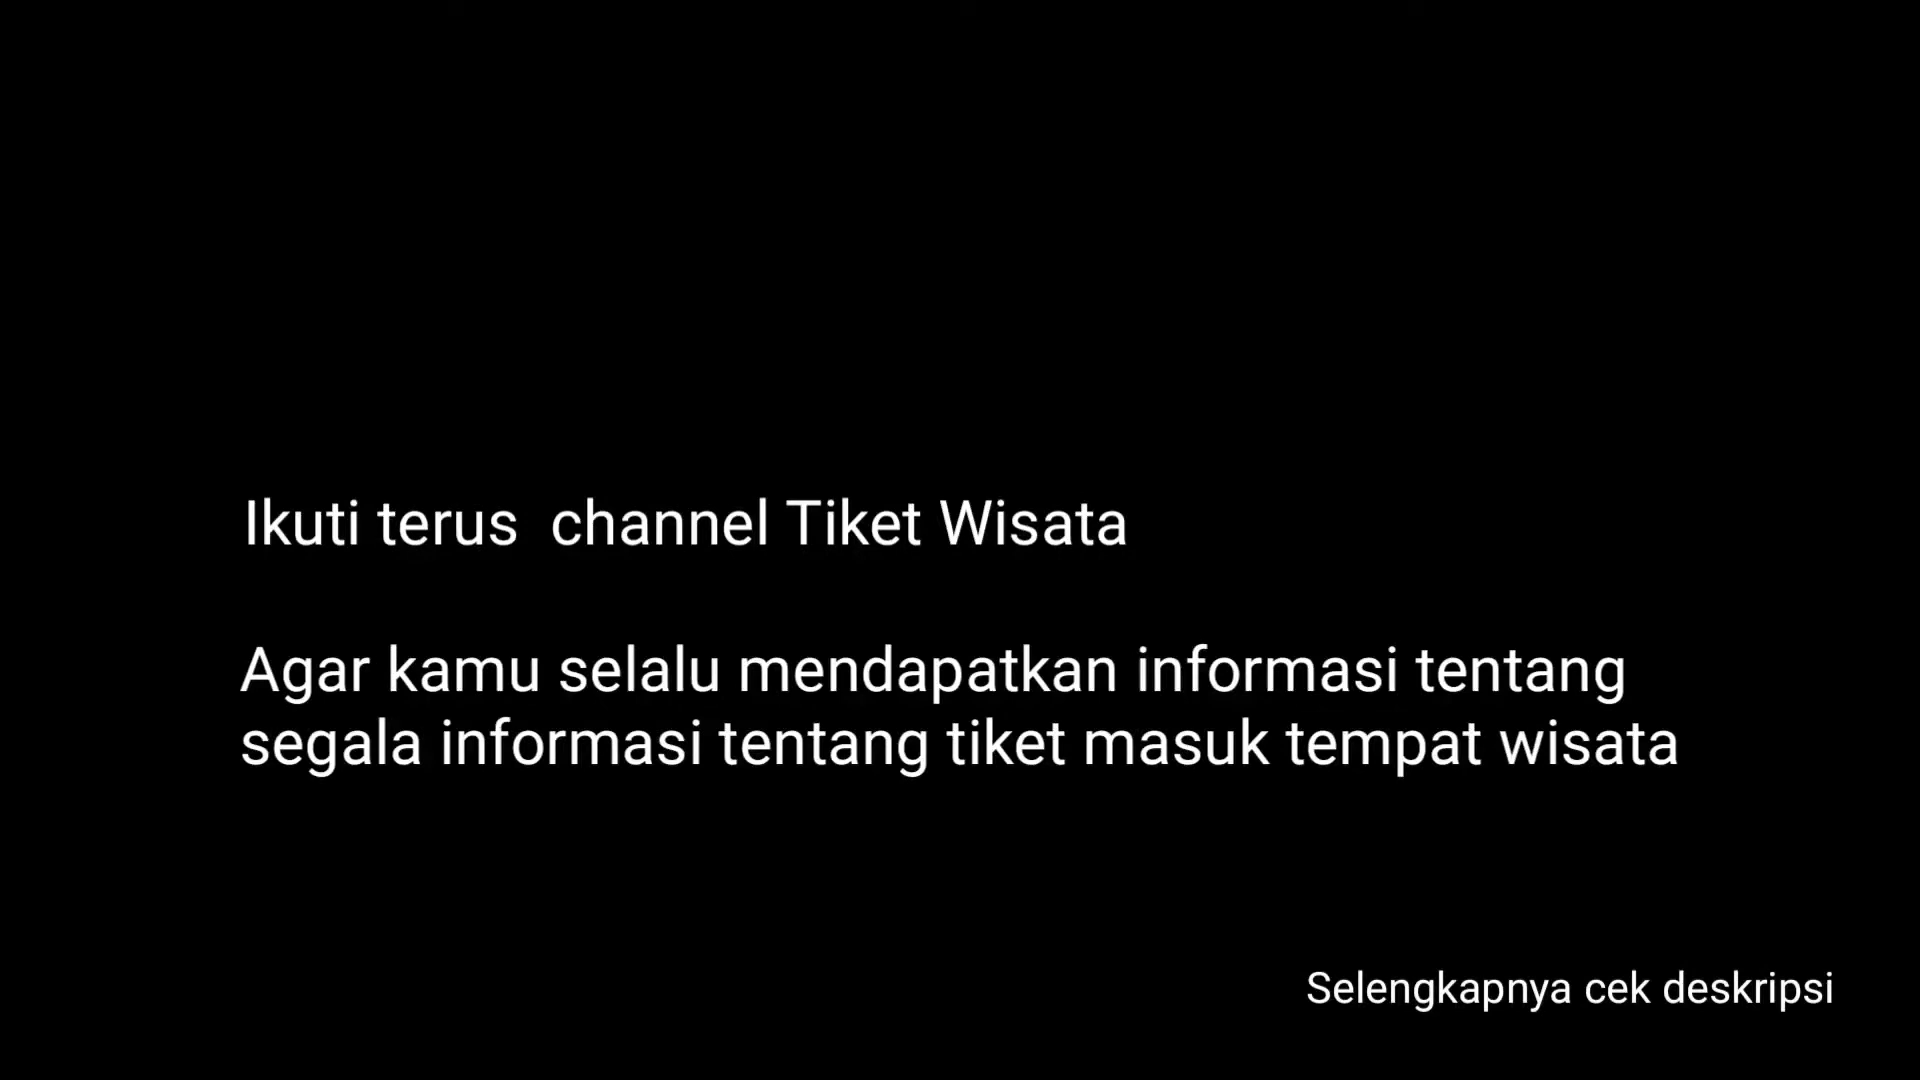 Ikuti terus  channel Tiket Wisata
Agar kamu selalu mendapatkan informasi tentang
segala informasi tentang tiket masuk tempat wisata
Selengkapnya cek deskripsi